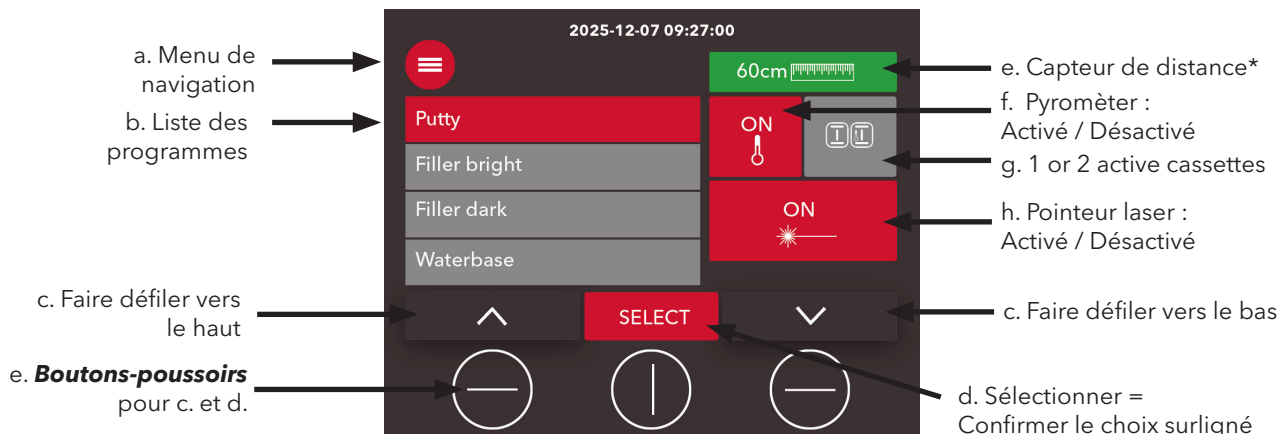 2025-12-07 09:27:00
a. Menu de
navigation
60cm
e. Capteur de distance*
b. Liste des
programmes
Putty
Filler bright
Filler dark
Waterbase
ON
f. Pyromèter :
Activé / Désactivé
g. 1 or 2 active cassettes
ON
h. Pointeur laser :
Activé / Désactivé
c. Faire défiler vers
le haut
SELECT
c. Faire défiler vers le bas
e. Boutons-poussoirs
pour c. et d.
d. Sélectionner =
Confirmer le choix surligné